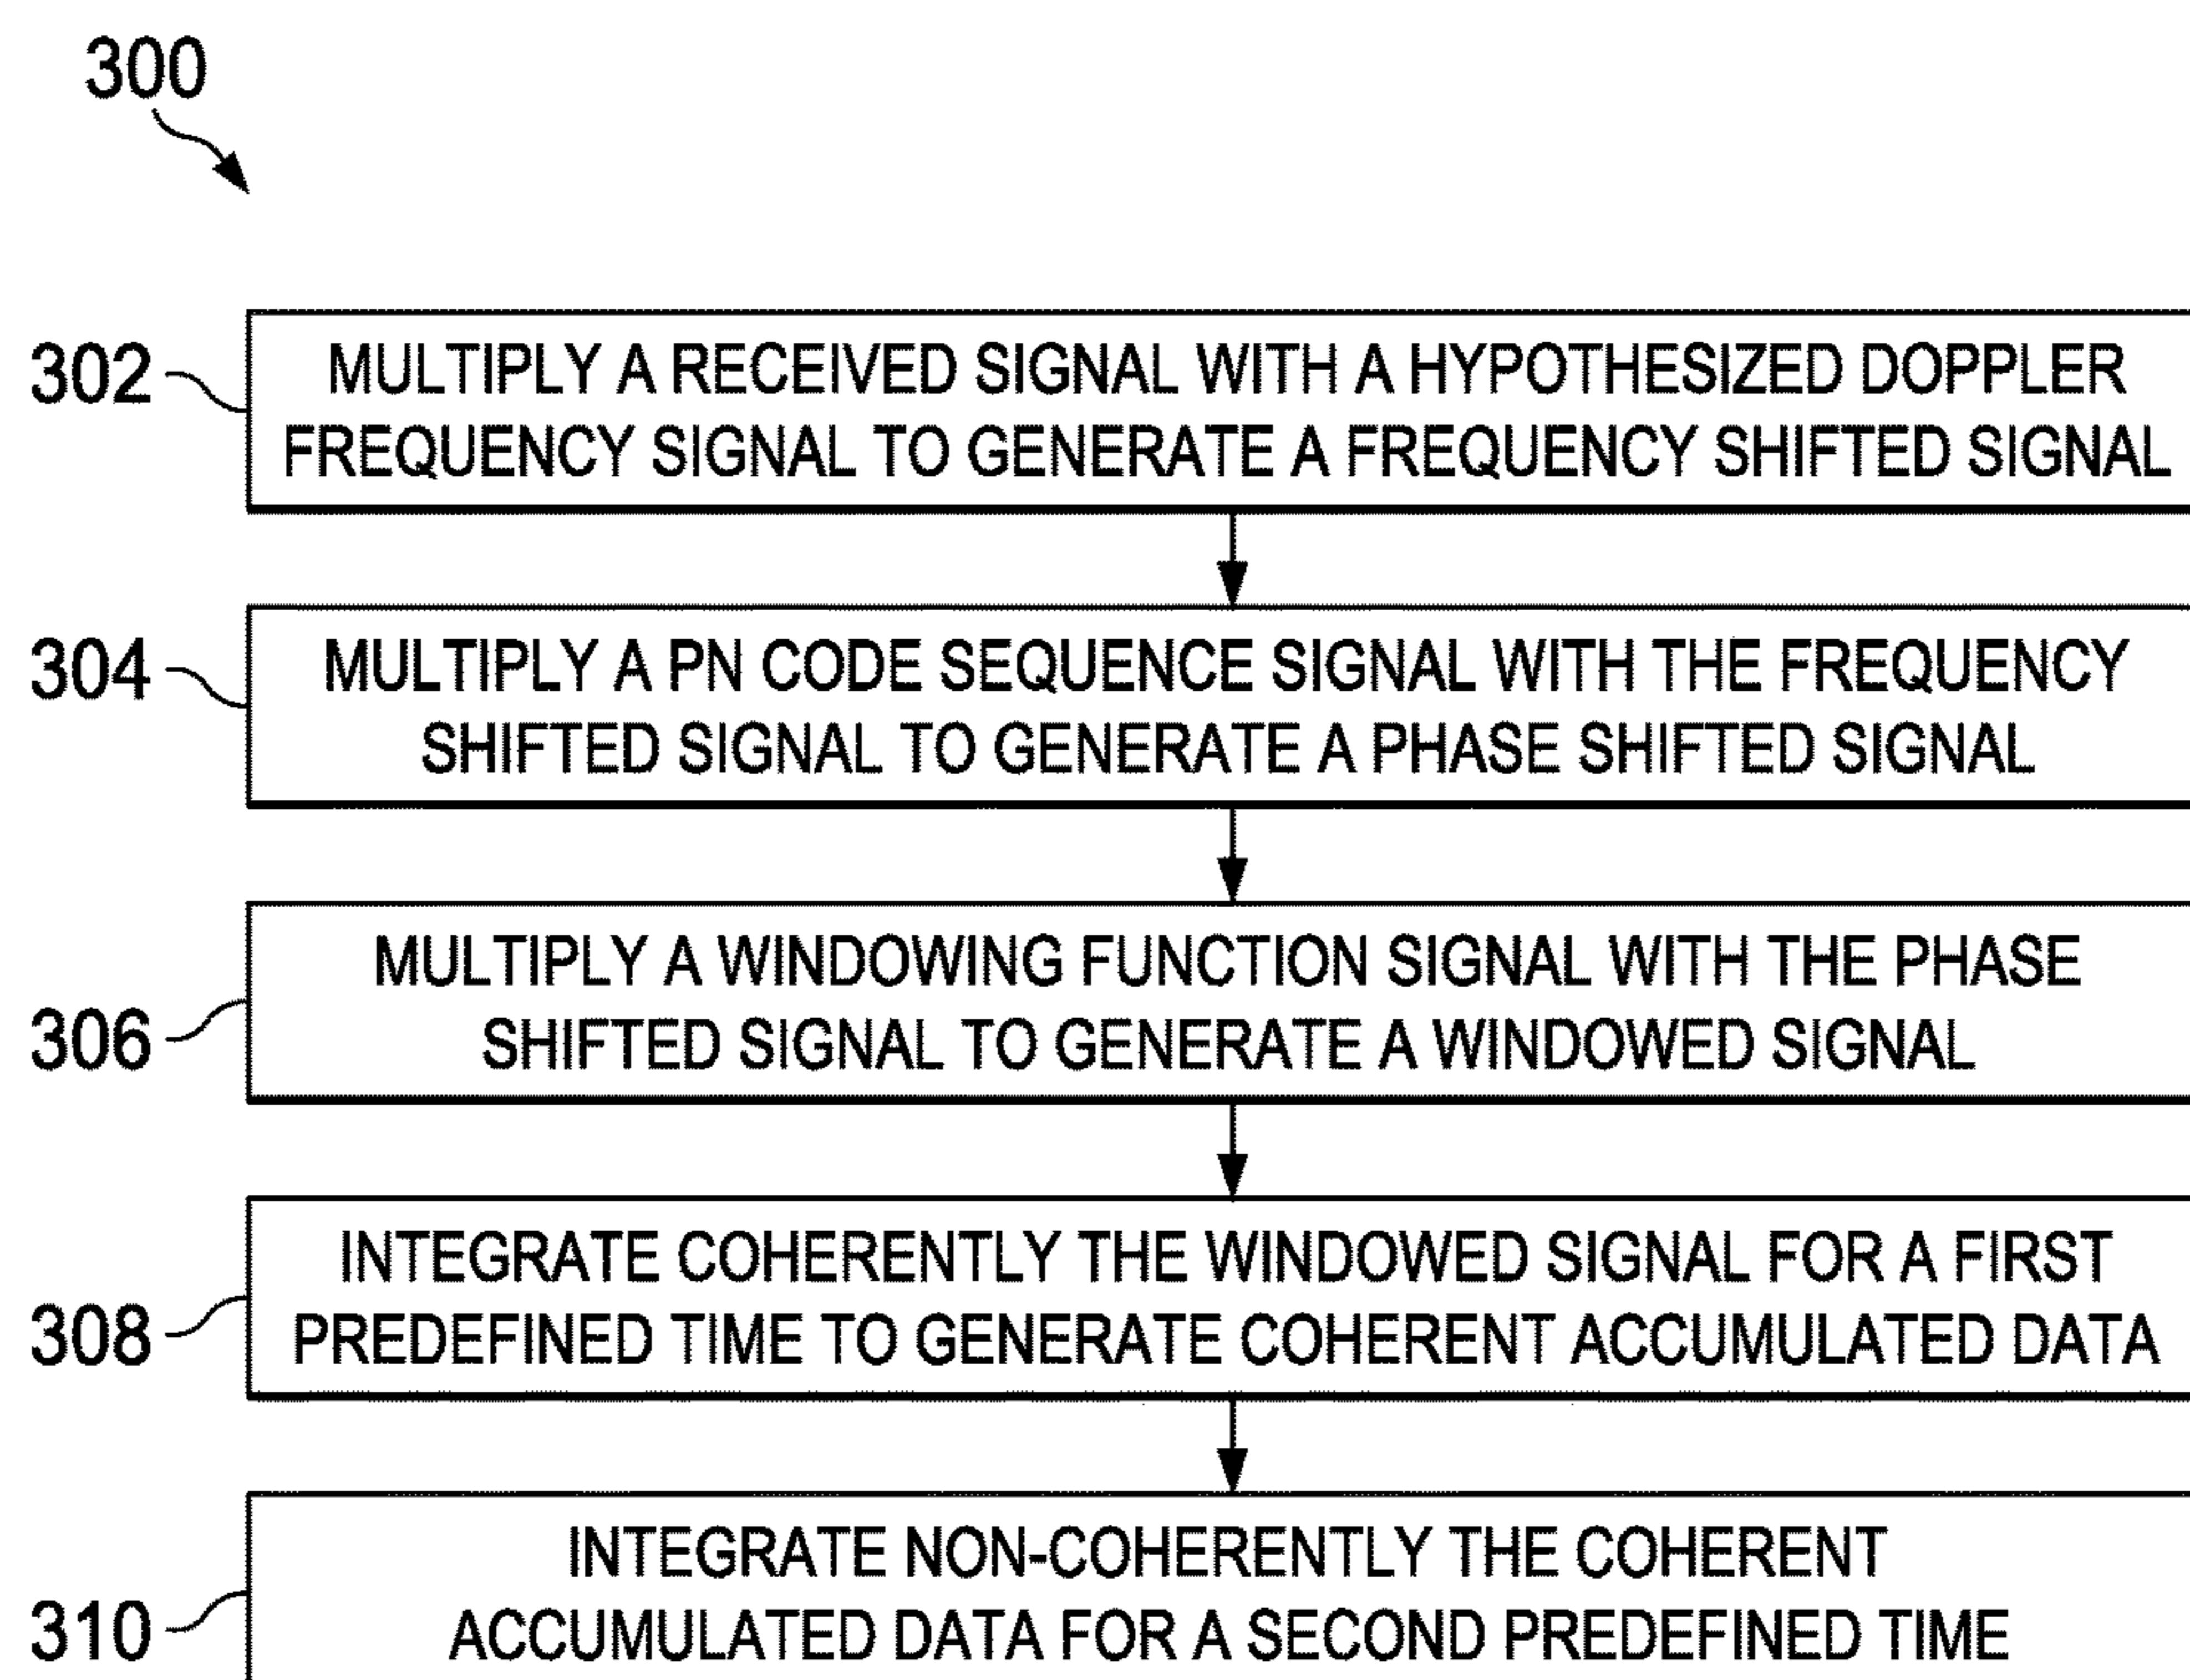 300
302
MULTIPLY A RECEIVED SIGNAL WITH A HYPOTHESIZED DOPPLER
FREQUENCY SIGNAL TO GENERATE A FREQUENCY SHIFTED SIGNAL
304
MULTIPLY A PN CODE SEQUENCE SIGNAL WITH THE FREQUENCY
SHIFTED SIGNAL TO GENERATE A PHASE SHIFTED SIGNAL
306
MULTIPLY A WINDOWING FUNCTION SIGNAL WITH THE PHASE
SHIFTED SIGNAL TO GENERATE A WINDOWED SIGNAL
308
INTEGRATE COHERENTLY THE WINDOWED SIGNAL FOR A FIRST
PREDEFINED TIME TO GENERATE COHERENT ACCUMULATED DATA
310
INTEGRATE NON-COHERENTLY THE COHERENT
ACCUMULATED DATA FOR A SECOND PREDEFINED TIME